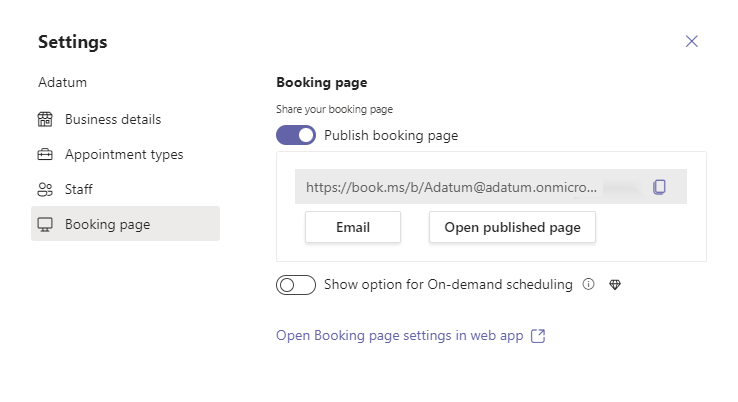 Settings
Adatum
Business details
Appointment types
Staff
Booking page
Booking page
Share your booking page
Publish booking page
https://book.ms/b/Adatum@adatum.onmicro...
Email
Open published page
Show option for On-demand scheduling
Open Booking page settings in web app